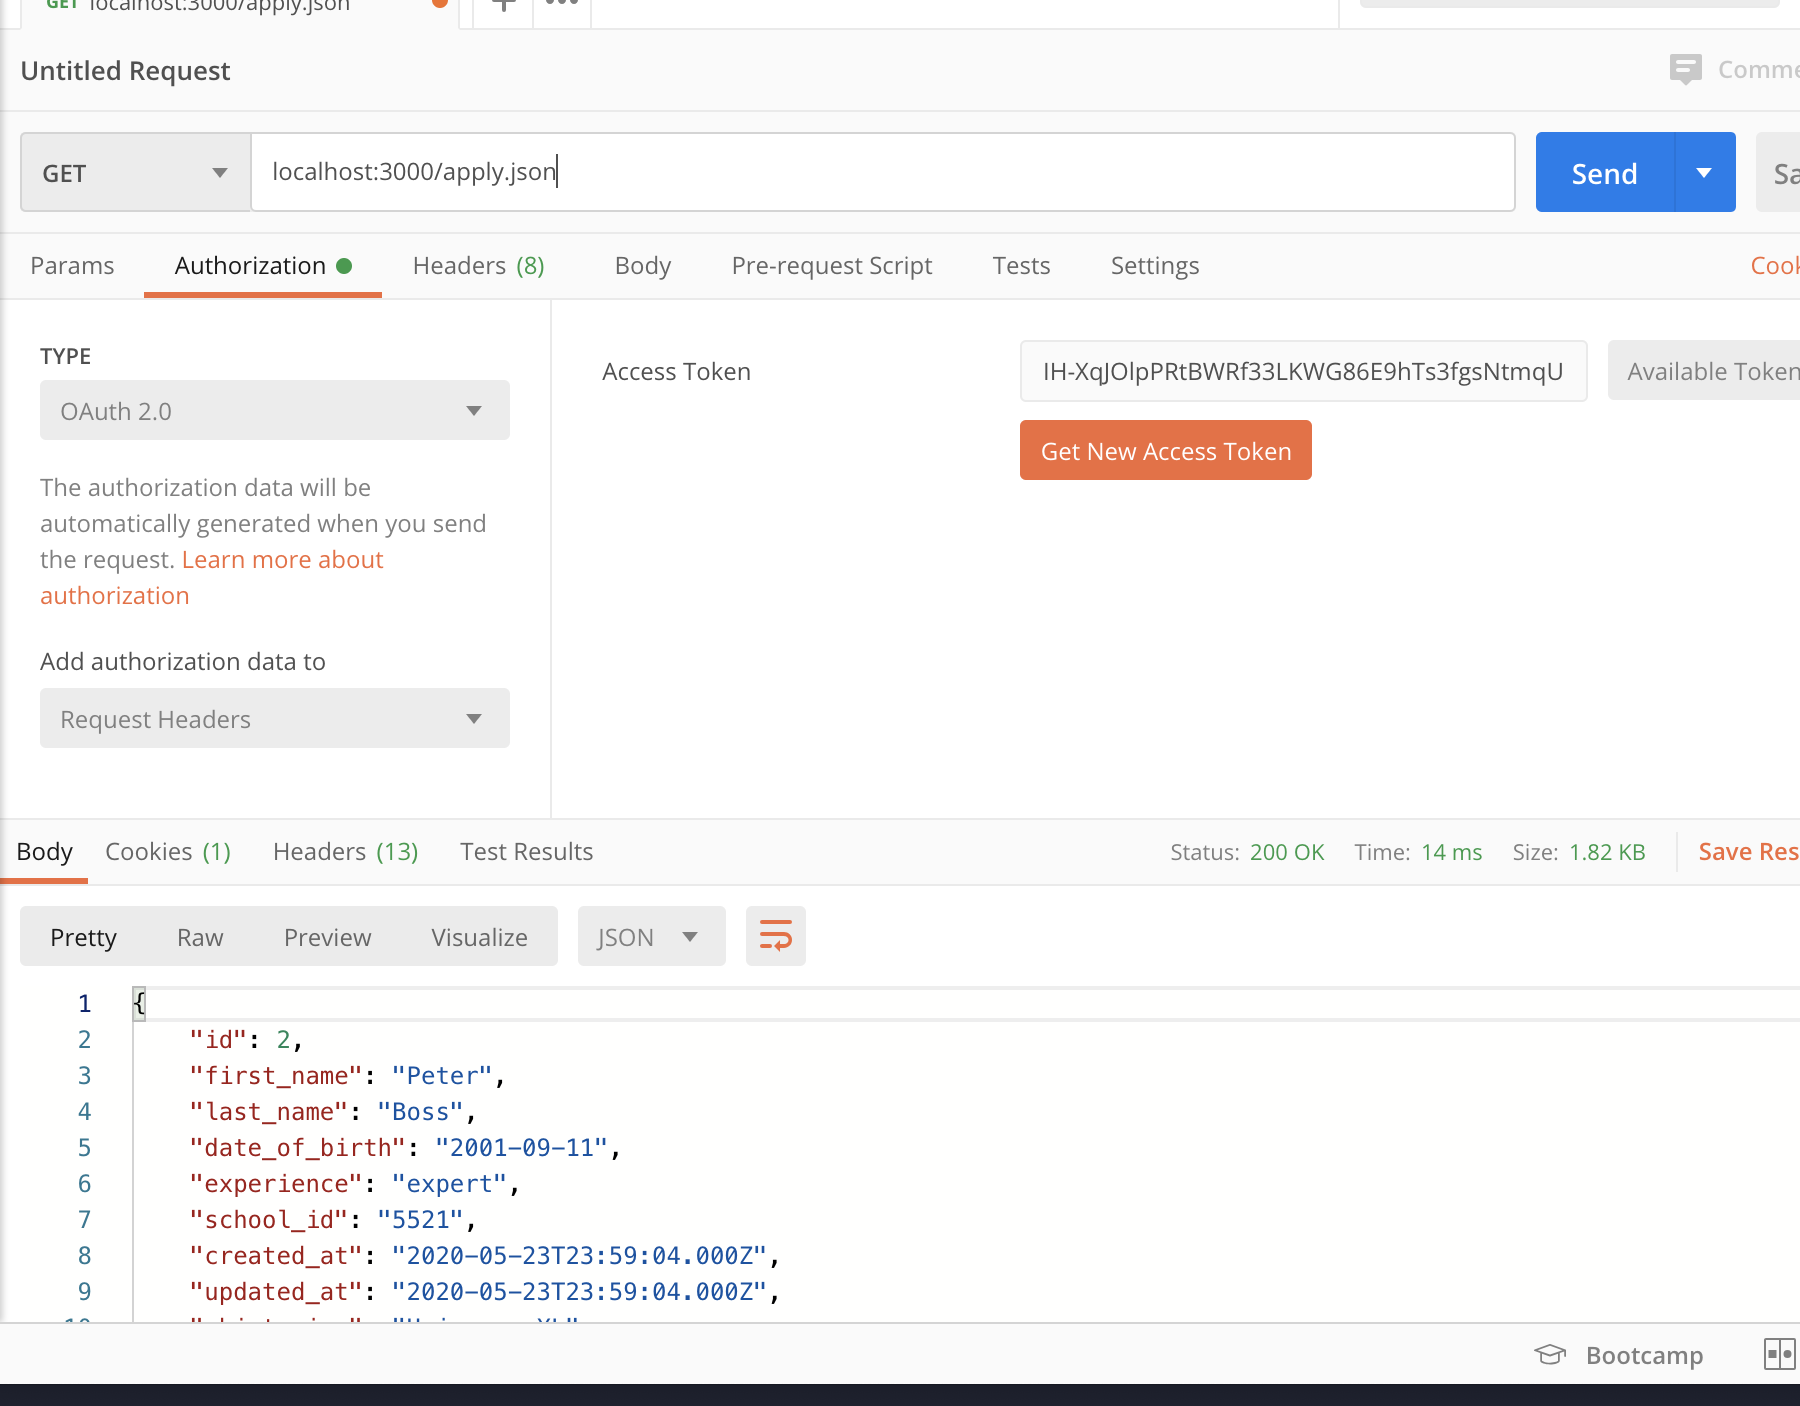 GET localhost:3000/apply.json
Untitled Request
GET localhost:3000/apply.json Send
Params Authorization Headers (8) Body Pre-request Script Tests Settings
TYPE
OAuth 2.0
The authorization data will be
automatically generated when you send
the request. Learn more about
authorization
Add authorization data to
Request Headers
Access Token IH-XqJOlpPRtBWRf33LKWG86E9hTs3fgsNtmqU Available Token
Get New Access Token
Body Cookies (1) Headers (13) Test Results Status: 200 OK Time: 14 ms Size: 1.82 KB Save Res
Pretty Raw Preview Visualize JSON
1 {
2 "id": 2,
3 "first_name": "Peter",
4 "last_name": "Boss",
5 "date_of_birth": "2001-09-11",
6 "experience": "expert",
7 "school_id": "5521",
8 "created_at": "2020-05-23T23:59:04.000Z",
9 "updated_at": "2020-05-23T23:59:04.000Z",
Bootcamp